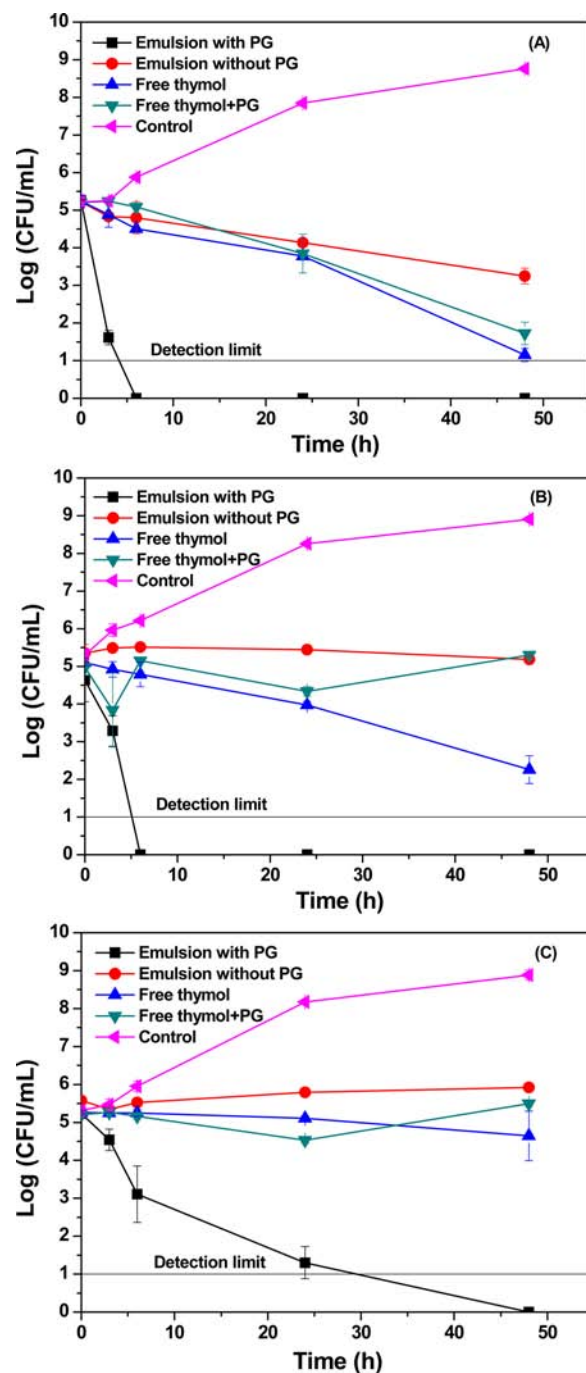 (A)
Emulsion with PG
Emulsion without PG
Free thymol
Free thymol+PG
Control
Log (CFU/mL)
10
9
8
7
6
5
4
3
2
1
0
Detection limit
0 10 20 30 40 50
Time (h)
(B)
Emulsion with PG
Emulsion without PG
Free thymol
Free thymol+PG
Control
Log (CFU/mL)
10
9
8
7
6
5
4
3
2
1
0
Detection limit
0 10 20 30 40 50
Time (h)
(C)
Emulsion with PG
Emulsion without PG
Free thymol
Free thymol+PG
Control
Log (CFU/mL)
10
9
8
7
6
5
4
3
2
1
0
Detection limit
0 10 20 30 40 50
Time (h)